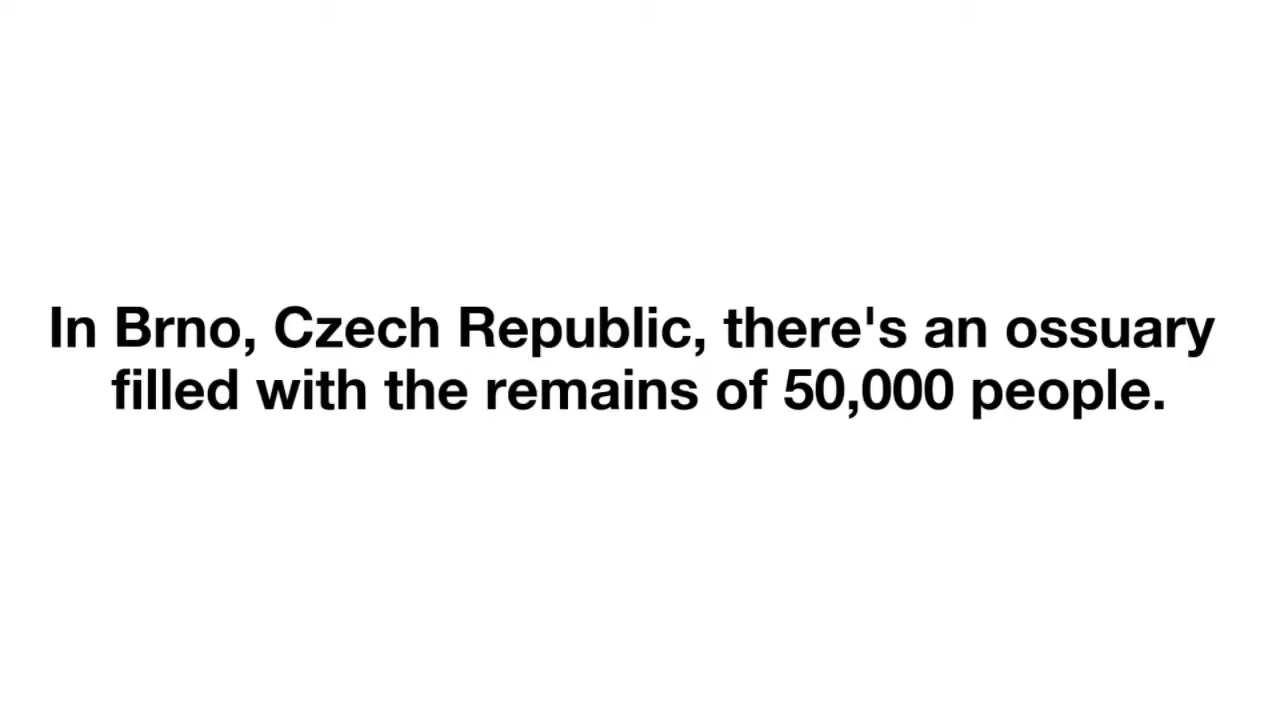 In Brno, Czech Republic, there's an ossuary
filled with the remains of 50,000 people.